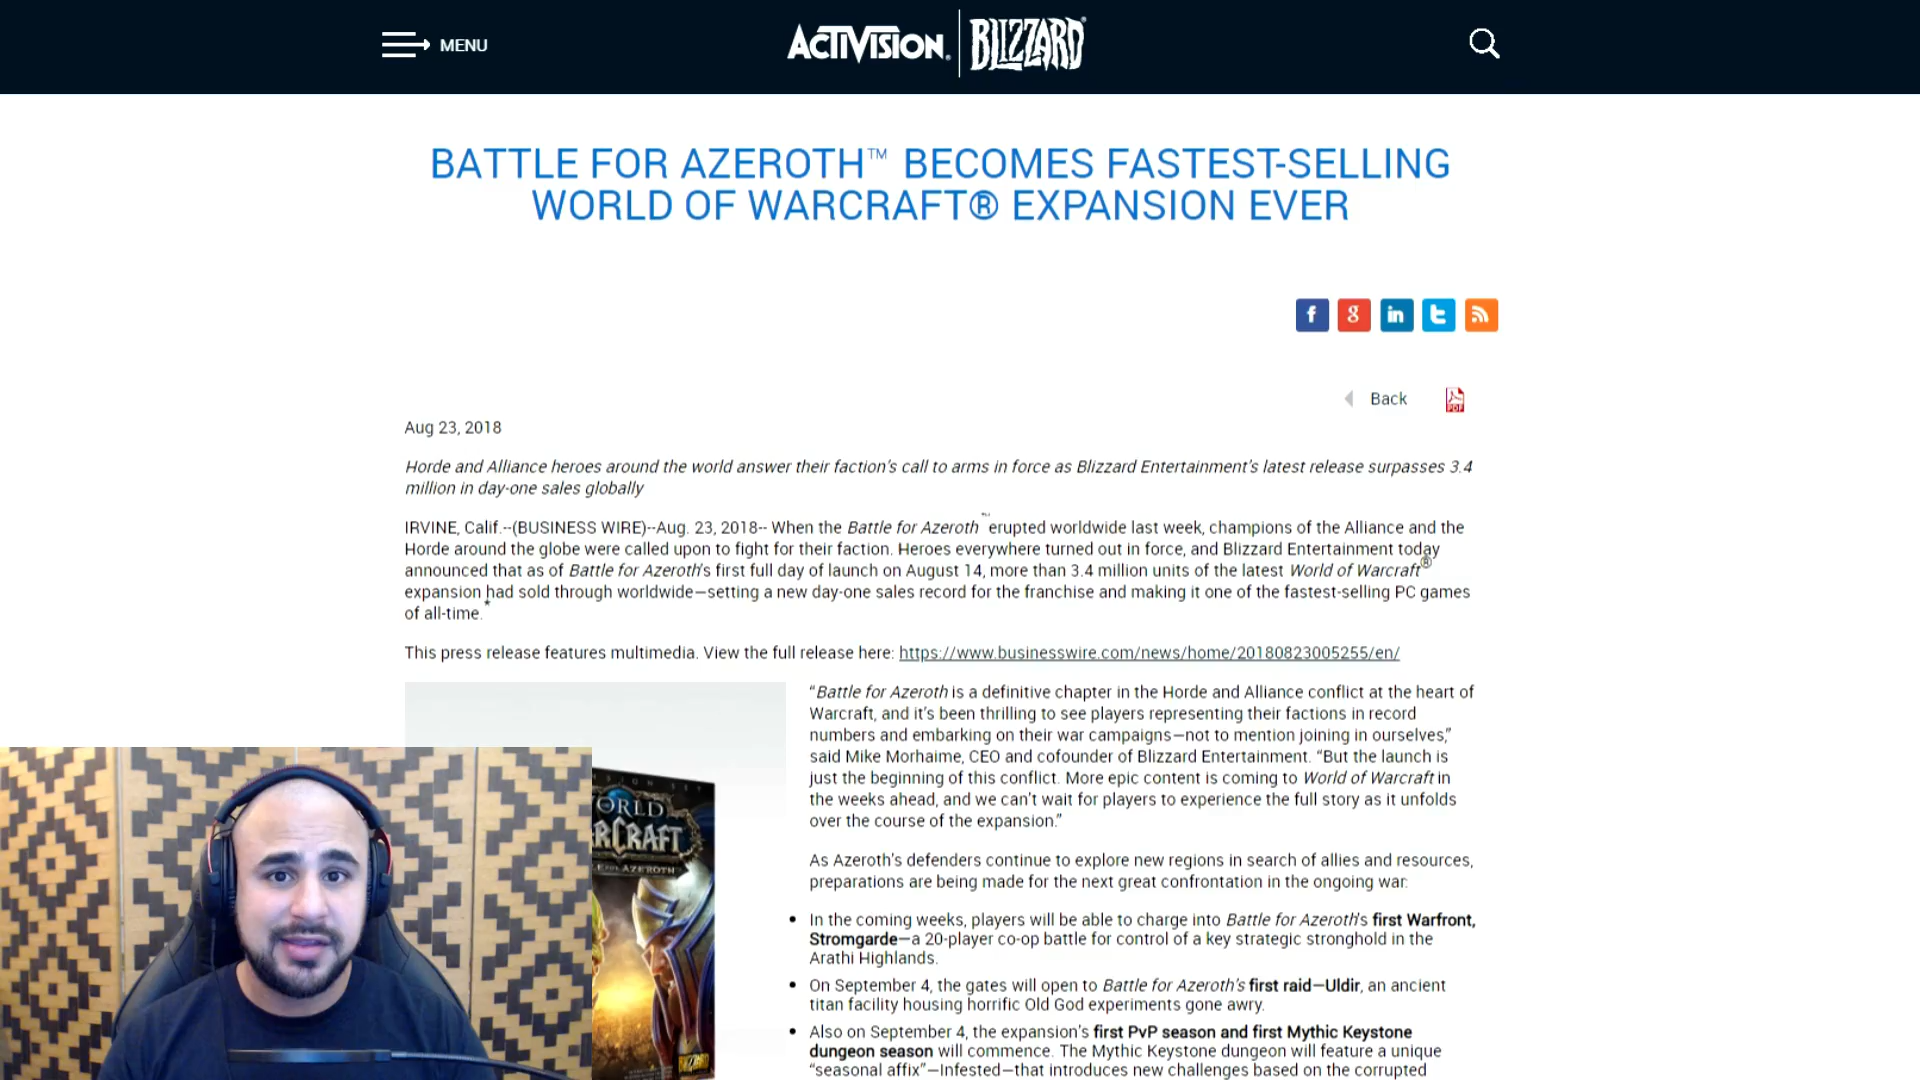 MENU
ACTIVISION | BLIZZARD
BATTLE FOR AZEROTH™ BECOMES FASTEST-SELLING
WORLD OF WARCRAFT® EXPANSION EVER
Back
Aug 23, 2018
Horde and Alliance heroes around the world answer their faction's call to arms in force as Blizzard Entertainment's latest release surpasses 3.4
million in day-one sales globally
IRVINE, Calif.--(BUSINESS WIRE)--Aug. 23, 2018-- When the Battle for Azeroth™ erupted worldwide last week, champions of the Alliance and the
Horde around the globe were called upon to fight for their faction. Heroes everywhere turned out in force, and Blizzard Entertainment today
announced that as of Battle for Azeroth's first full day of launch on August 14, more than 3.4 million units of the latest World of Warcraft®
expansion had sold through worldwide—setting a new day-one sales record for the franchise and making it one of the fastest-selling PC games
of all-time.*
This press release features multimedia. View the full release here: https://www.businesswire.com/news/home/20180823005255/en/
“Battle for Azeroth is a definitive chapter in the Horde and Alliance conflict at the heart of
Warcraft, and it's been thrilling to see players representing their factions in record
numbers and embarking on their war campaigns—not to mention joining in ourselves,”
said Mike Morhaime, CEO and cofounder of Blizzard Entertainment. “But the launch is
just the beginning of this conflict. More epic content is coming to World of Warcraft in
the weeks ahead, and we can't wait for players to experience the full story as it unfolds
over the course of the expansion.”
As Azeroth's defenders continue to explore new regions in search of allies and resources,
preparations are being made for the next great confrontation in the ongoing war:
• In the coming weeks, players will be able to charge into Battle for Azeroth's first Warfront,
Stromgarde—a 20-player co-op battle for control of a key strategic stronghold in the
Arathi Highlands.
• On September 4, the gates will open to Battle for Azeroth's first raid—Uldir, an ancient
titan facility housing horrific Old God experiments gone awry.
• Also on September 4, the expansion's first PvP season and first Mythic Keystone
dungeon season will commence. The Mythic Keystone dungeon will feature a unique
“seasonal affix”—Infested—that introduces new challenges based on the corrupted
ORLD
RCRAFT
E FOR AZEROTH
BLIZZARD